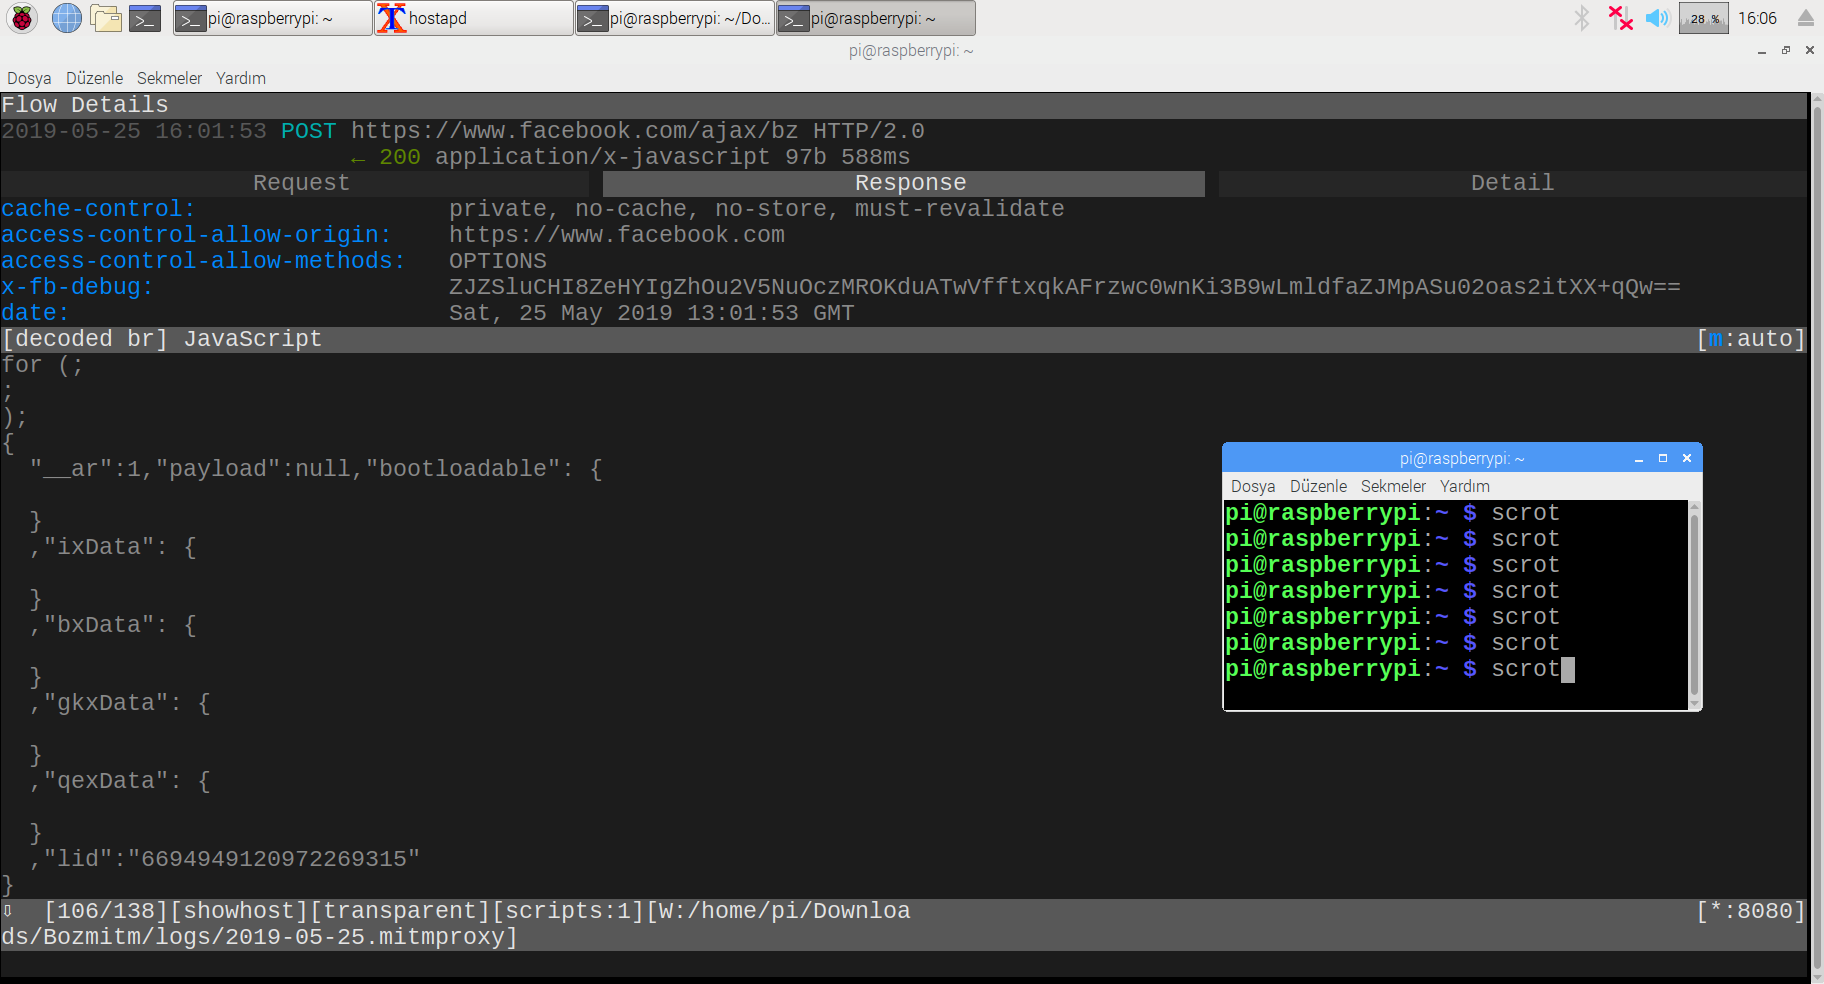 pi@raspberrypi: ~
hostapd
pi@raspberrypi: ~/Do...
pi@raspberrypi: ~
28 %
16:06
pi@raspberrypi: ~
Dosya Düzenle Sekmeler Yardım
Flow Details
2019-05-25 16:01:53 POST https://www.facebook.com/ajax/bz HTTP/2.0
← 200 application/x-javascript 97b 588ms
Request Response Detail
cache-control: private, no-cache, no-store, must-revalidate
access-control-allow-origin: https://www.facebook.com
access-control-allow-methods: OPTIONS
x-fb-debug: ZJZSluCHI8ZeHYIgZhOu2V5NuOczMROKduATwVfftxqkAFrzwc0wnKi3B9wLmldfaZJMpASu02oas2itXX+qQw==
date: Sat, 25 May 2019 13:01:53 GMT
[decoded br] JavaScript [m:auto]
for (;
;
);
{
"__ar":1,"payload":null,"bootloadable": {
}
,"ixData": {
}
,"bxData": {
}
,"gkxData": {
}
,"qexData": {
}
,"lid":"6694949120972269315"
}
⇩ [106/138][showhost][transparent][scripts:1][W:/home/pi/Downloa [*:8080]
ds/Bozmitm/logs/2019-05-25.mitmproxy]
pi@raspberrypi: ~
Dosya Düzenle Sekmeler Yardım
pi@raspberrypi:~ $ scrot
pi@raspberrypi:~ $ scrot
pi@raspberrypi:~ $ scrot
pi@raspberrypi:~ $ scrot
pi@raspberrypi:~ $ scrot
pi@raspberrypi:~ $ scrot
pi@raspberrypi:~ $ scrot